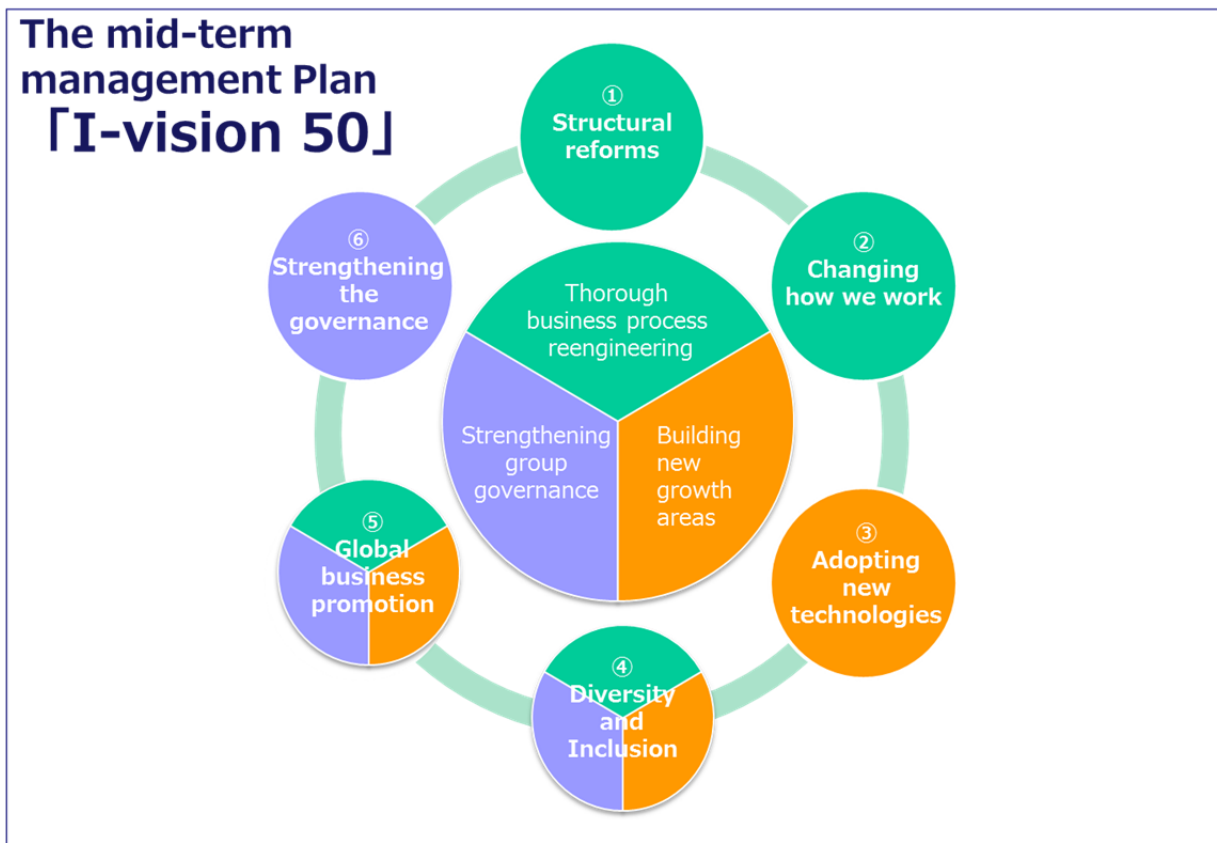 The mid-term
management Plan
「I-vision 50」
①
Structural
reforms
②
Changing
how we work
③
Adopting
new
technologies
④
Diversity
and
Inclusion
⑤
Global
business
promotion
⑥
Strengthening
the
governance
Thorough
business process
reengineering
Strengthening
group
governance
Building
new
growth
areas